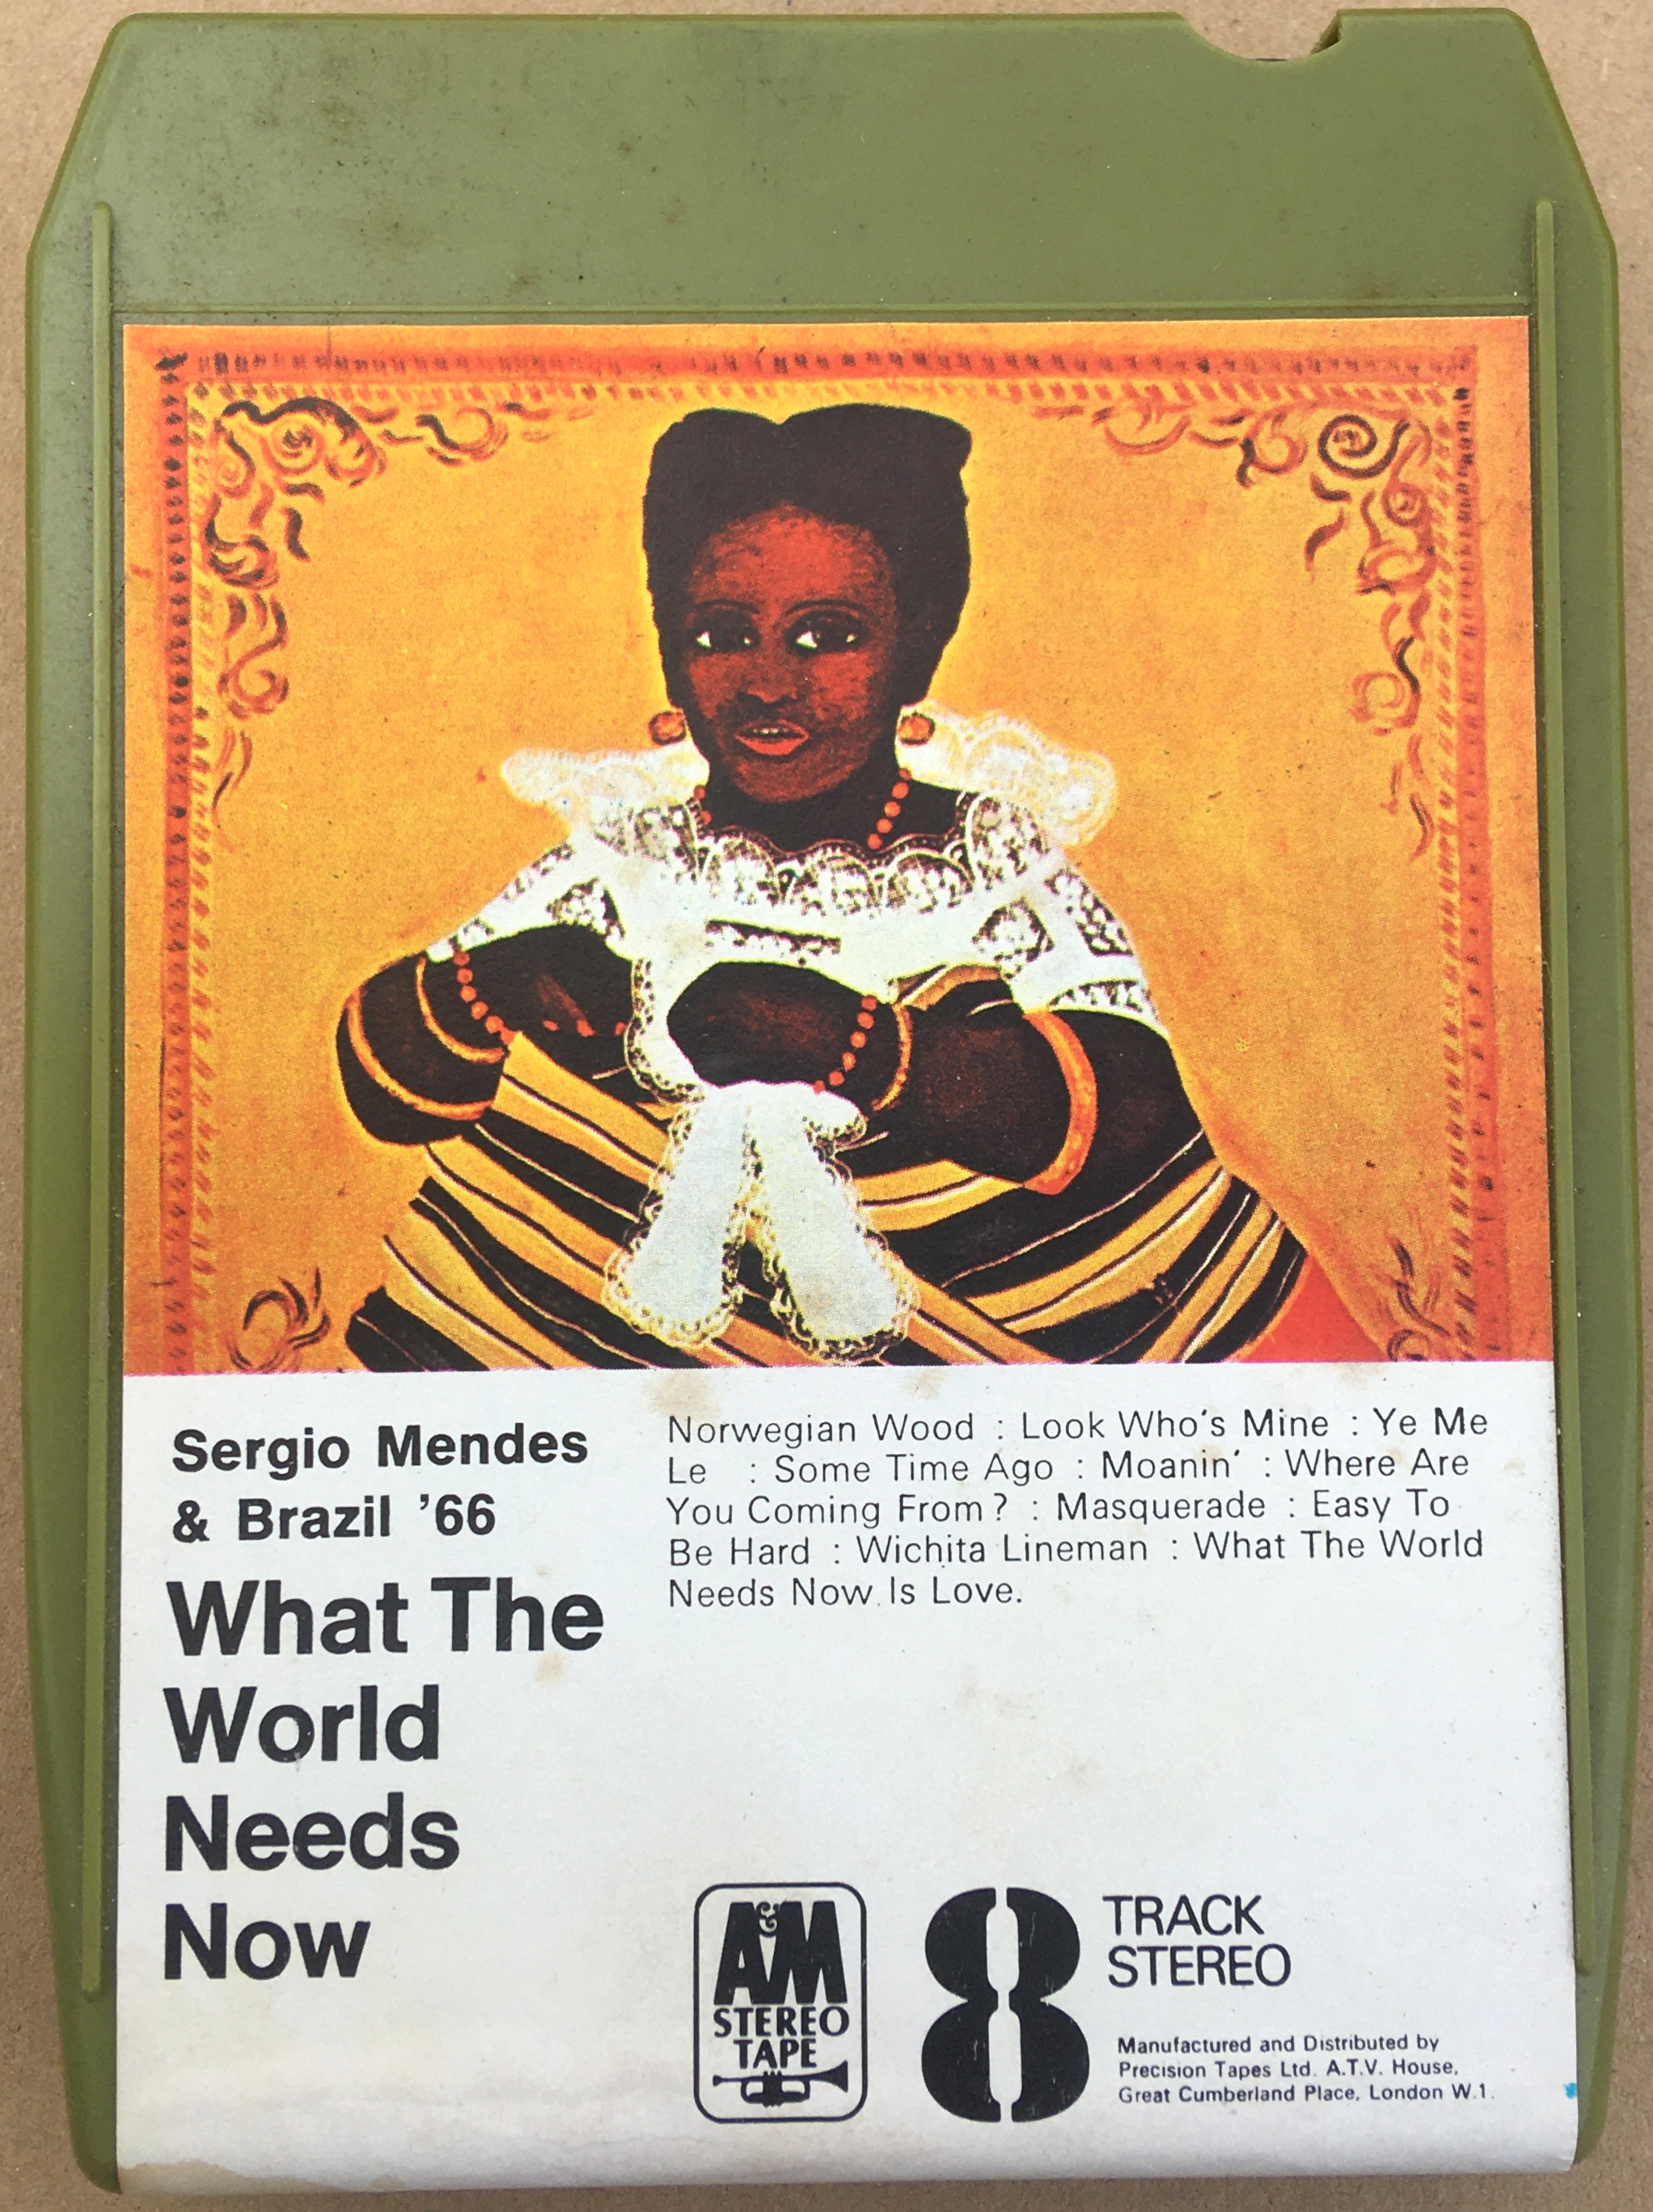 Sergio Mendes
& Brazil ’66
What The
World
Needs
Now
Norwegian Wood : Look Who’s Mine : Ye Me
Le : Some Time Ago : Moanin’ : Where Are
You Coming From? : Masquerade : Easy To
Be Hard : Wichita Lineman : What The World
Needs Now Is Love.
A&M
STEREO
TAPE
8
TRACK
STEREO
Manufactured and Distributed by
Precision Tapes Ltd. A.T.V. House,
Great Cumberland Place, London W.1.